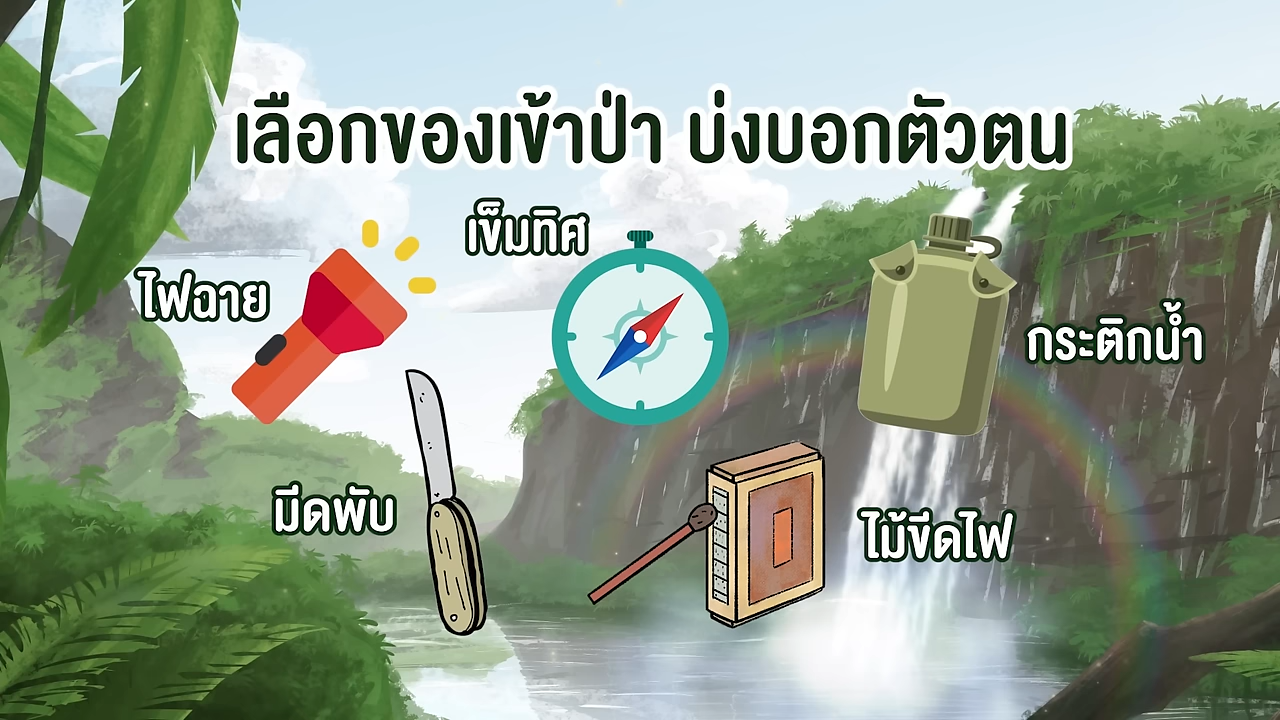 เลือกของเข้าป่า บ่งบอกตัวตน
เข็มทิศ
ไฟฉาย
กระติกน้ำ
มีดพับ
ไม้ขีดไฟ